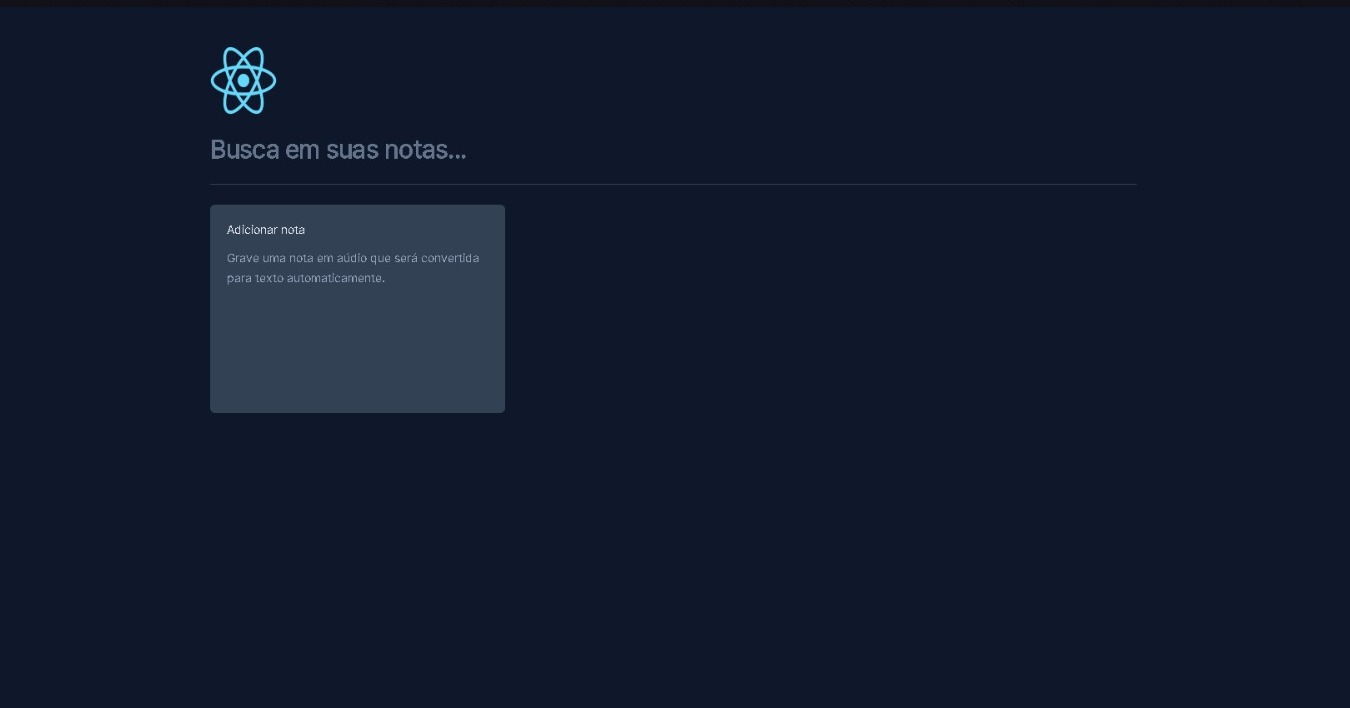 Busca em suas notas...
Adicionar nota
Grave uma nota em aúdio que será convertida
para texto automaticamente.